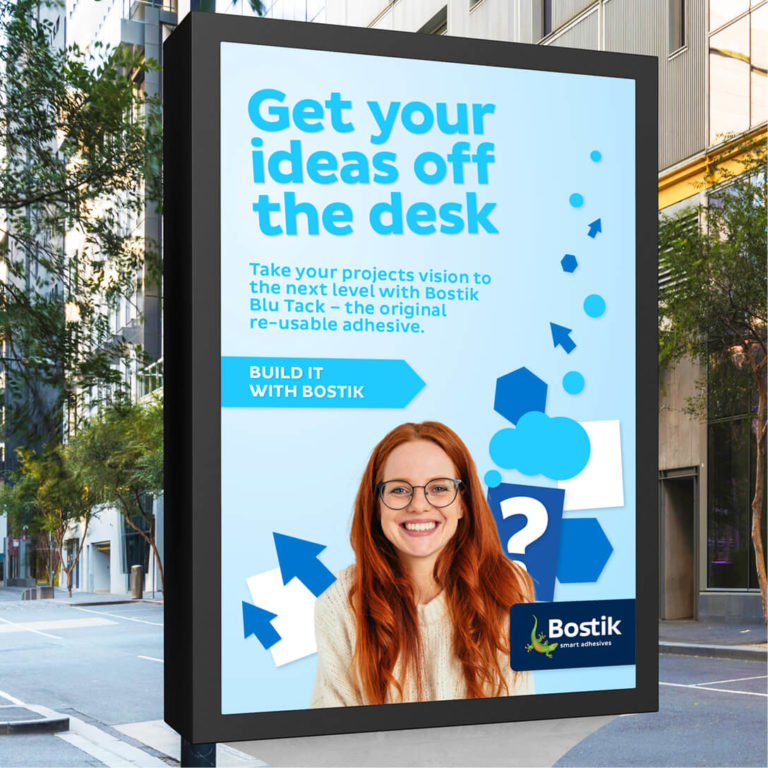 Get your
ideas off
the desk
Take your projects vision to
the next level with Bostik
Blu Tack – the original
re-usable adhesive.
BUILD IT
WITH BOSTIK
?
Bostik
smart adhesives